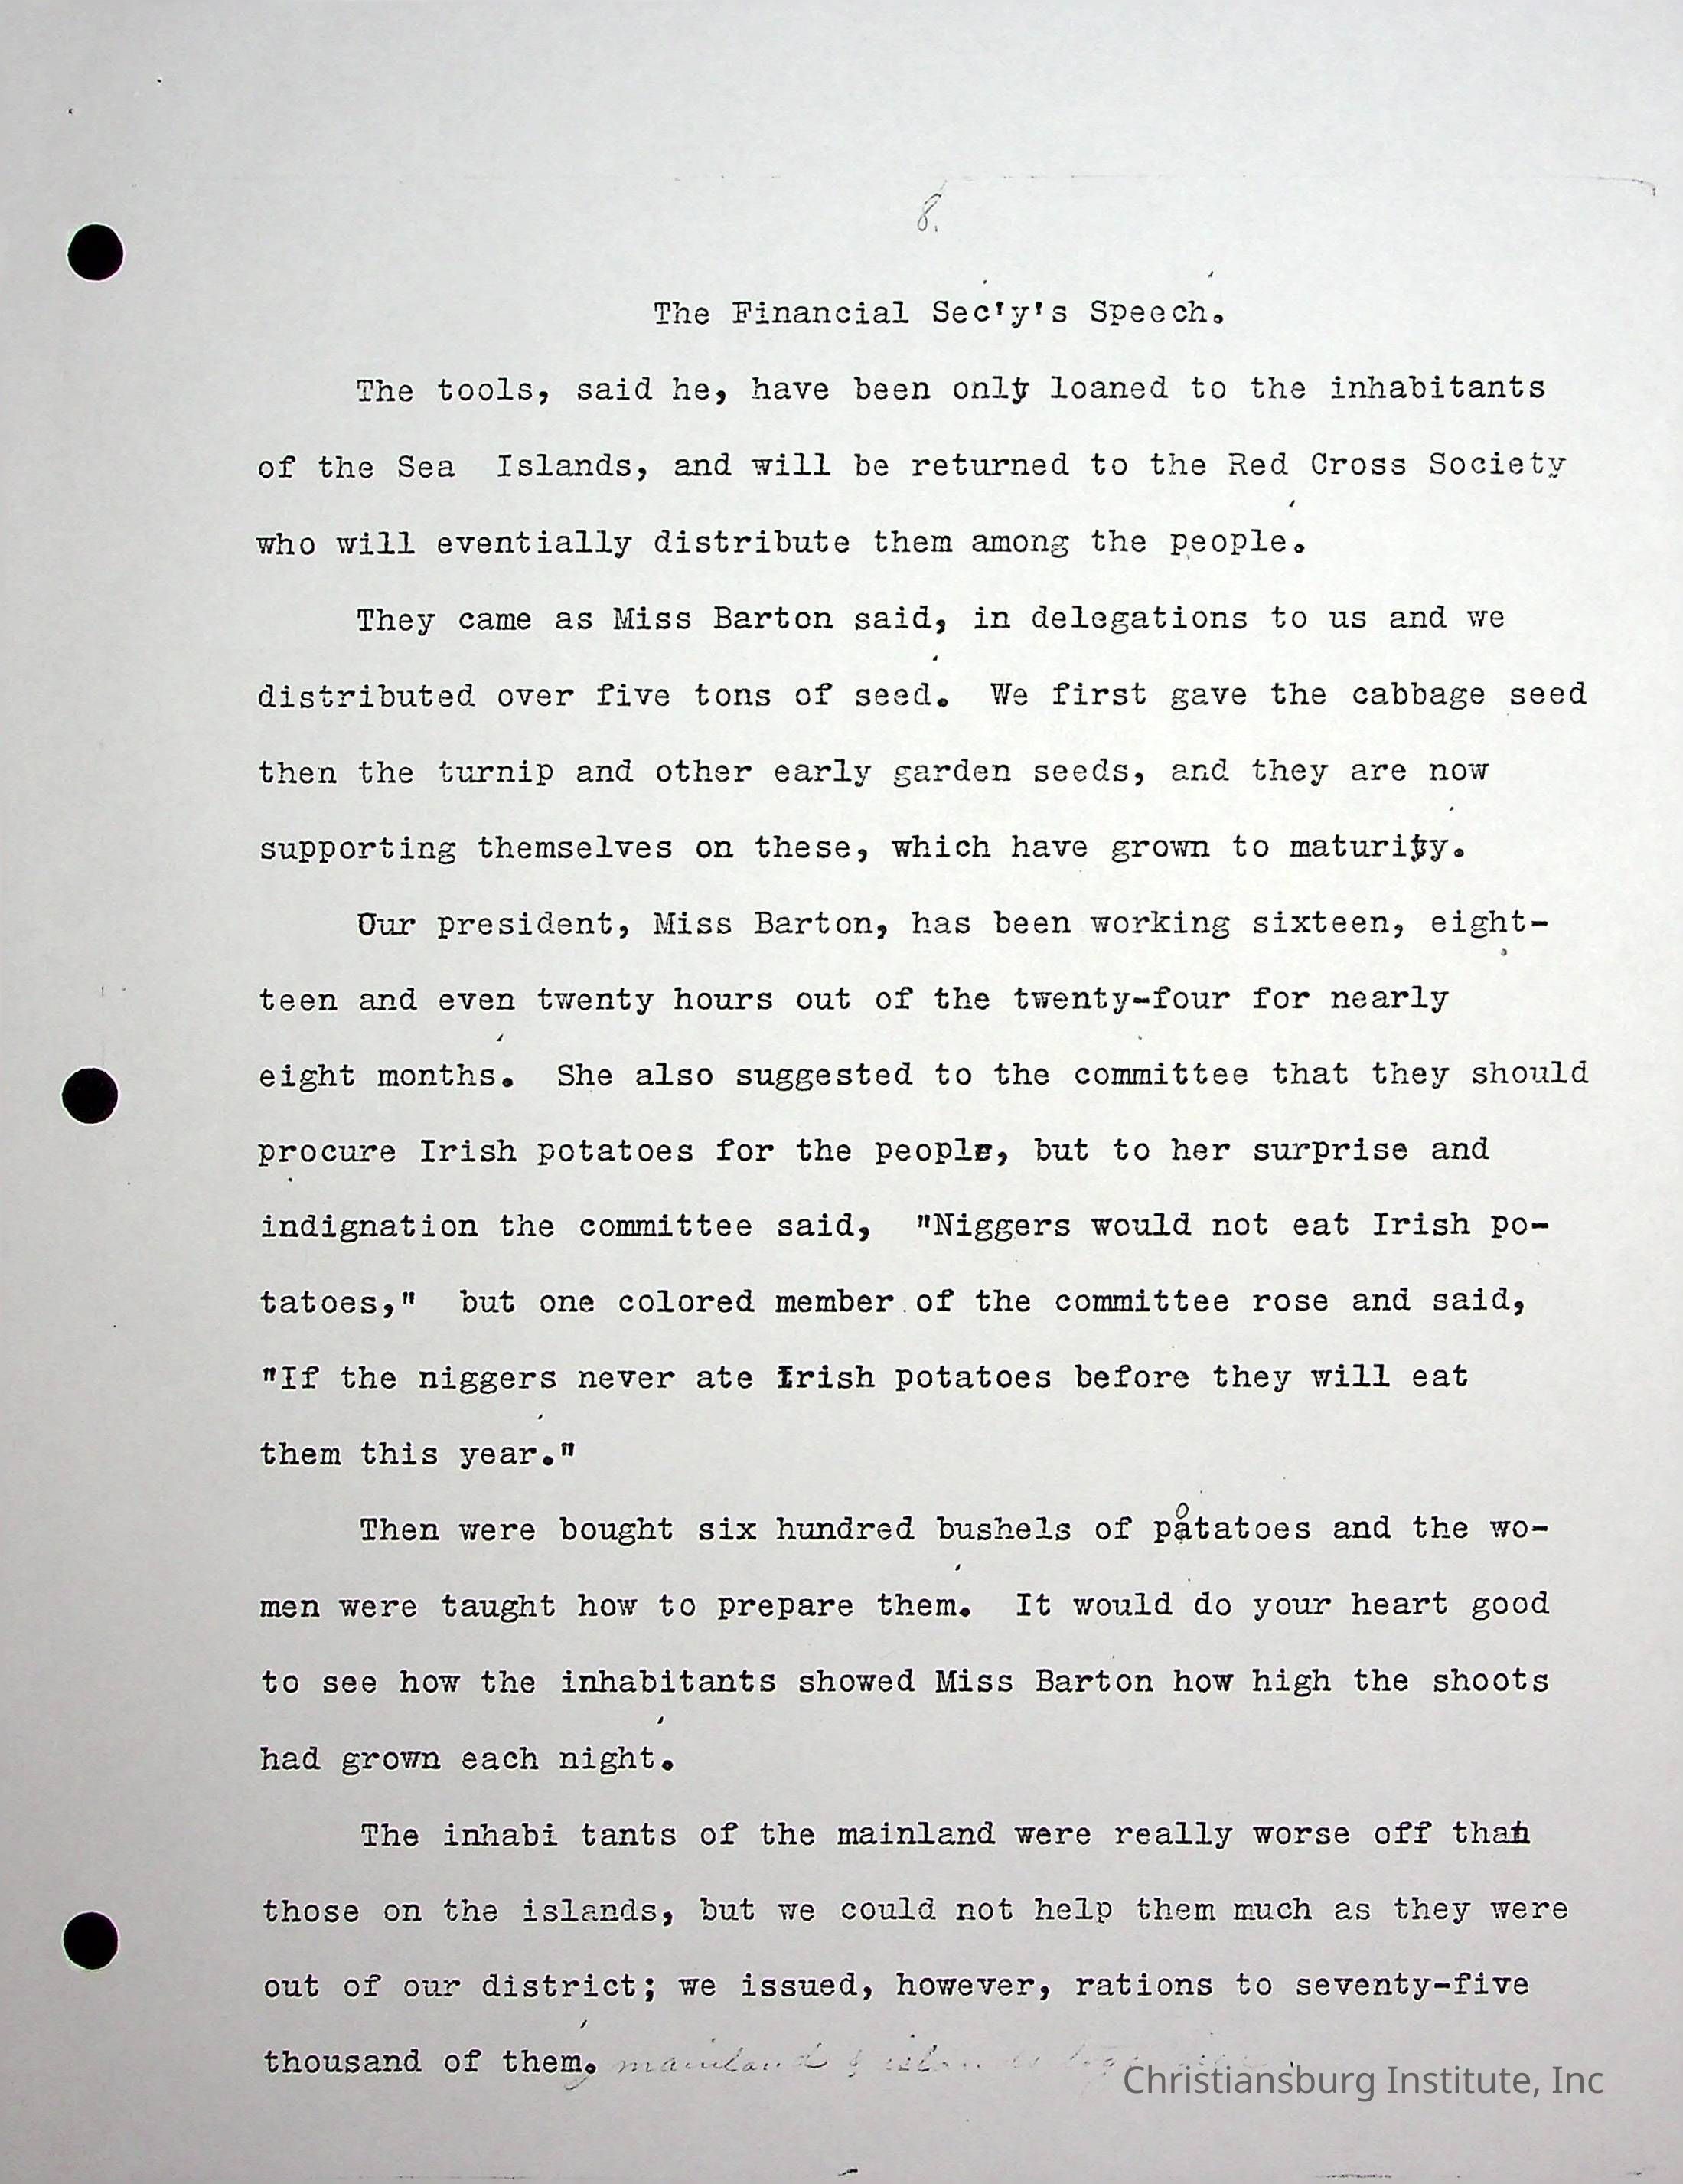 8.
The Financial Sec'y's Speech.
The tools, said he, have been only loaned to the inhabitants
of the Sea Islands, and will be returned to the Red Cross Society
who will eventially distribute them among the people.
They came as Miss Barton said, in delegations to us and we
distributed over five tons of seed. We first gave the cabbage seed
then the turnip and other early garden seeds, and they are now
supporting themselves on these, which have grown to maturity.
Our president, Miss Barton, has been working sixteen, eight-
teen and even twenty hours out of the twenty-four for nearly
eight months. She also suggested to the committee that they should
procure Irish potatoes for the people, but to her surprise and
indignation the committee said, "Niggers would not eat Irish po-
tatoes," but one colored member of the committee rose and said,
"If the niggers never ate Irish potatoes before they will eat
them this year."
Then were bought six hundred bushels of potatoes and the wo-
men were taught how to prepare them. It would do your heart good
to see how the inhabitants showed Miss Barton how high the shoots
had grown each night.
The inhabi tants of the mainland were really worse off than
those on the islands, but we could not help them much as they were
out of our district; we issued, however, rations to seventy-five
thousand of them, mainland &
Christiansburg Institute, Inc